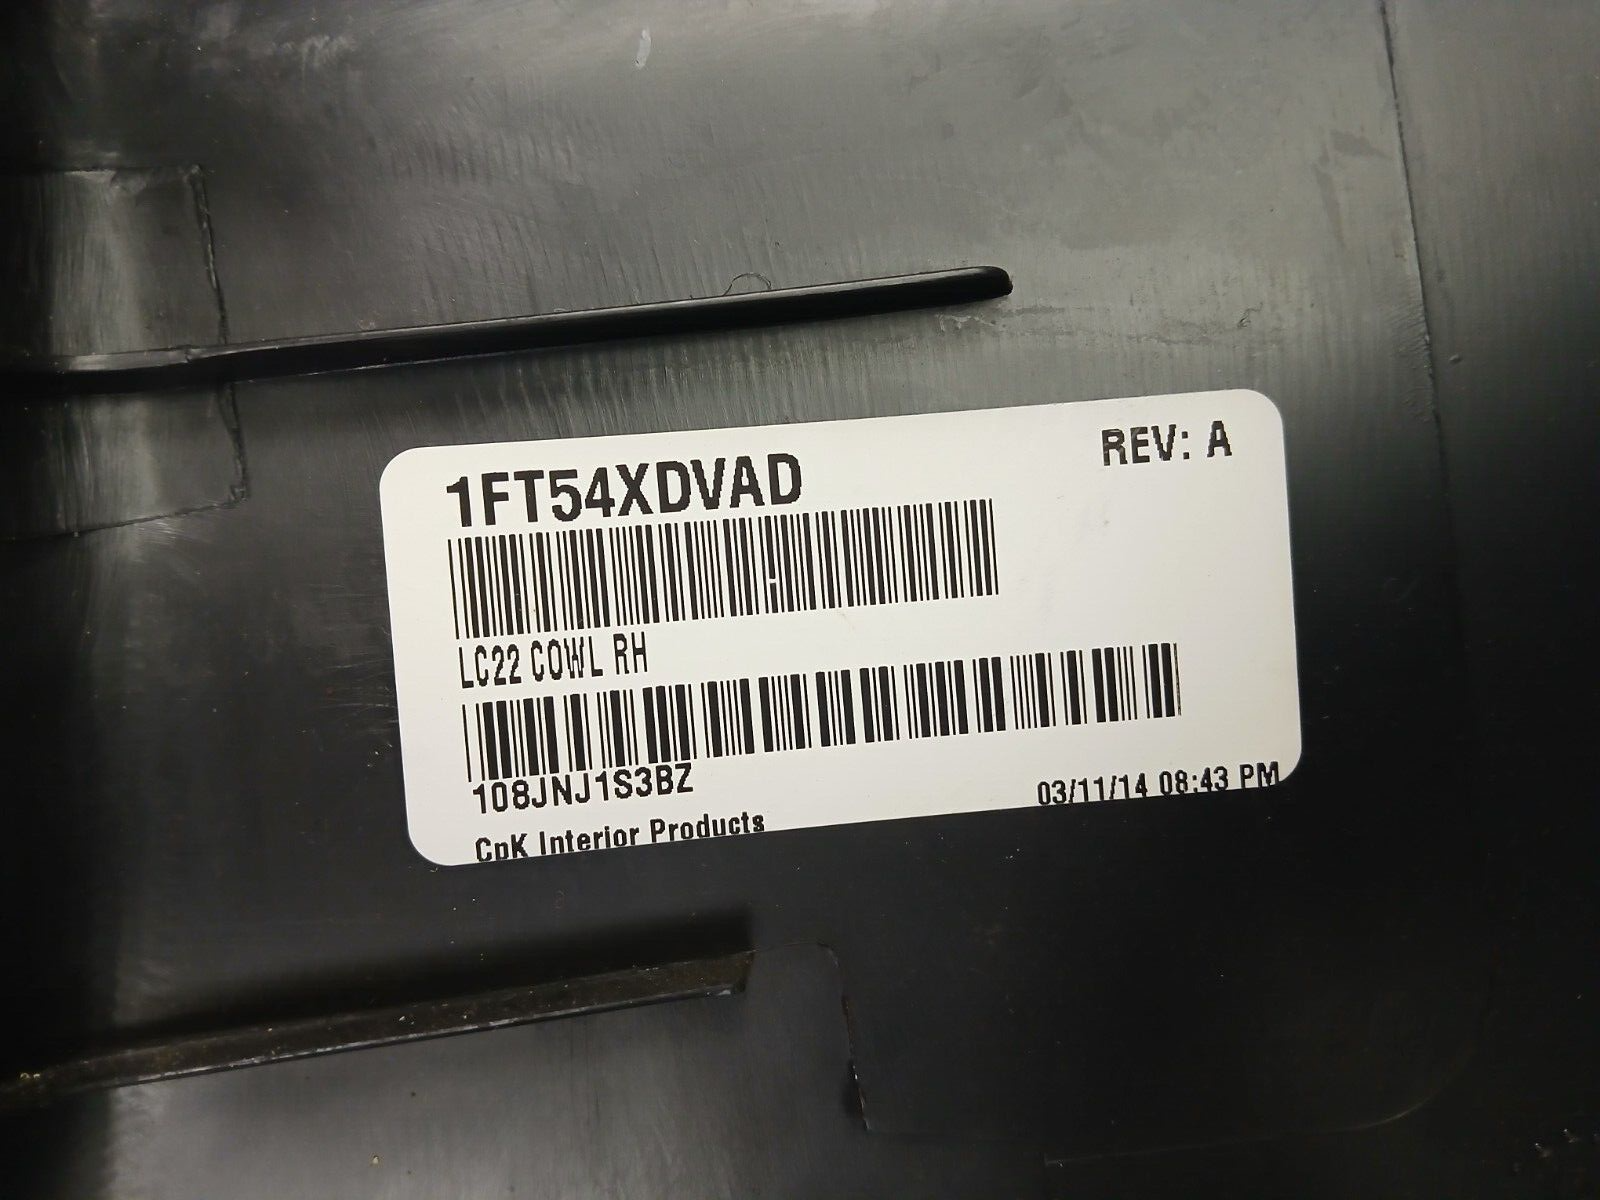 1FT54XDVAD
REV: A
LC22 COWL RH
108JNJ1S3BZ
03/11/14 08:43 PM
CpK Interior Products